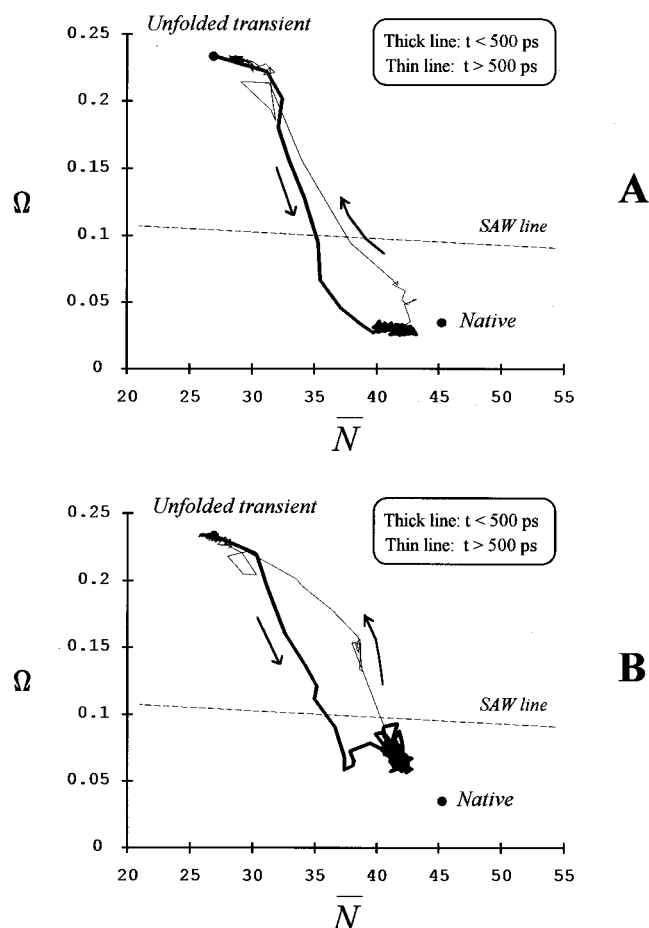 Unfolded transient
Thick line: t < 500 ps
Thin line: t > 500 ps
0.25
0.2
0.15
0.1
0.05
0
Ω
SAW line
Native
A
20 25 30 35 40 45 50 55
N̅
Unfolded transient
Thick line: t < 500 ps
Thin line: t > 500 ps
0.25
0.2
0.15
0.1
0.05
0
Ω
SAW line
Native
B
20 25 30 35 40 45 50 55
N̅